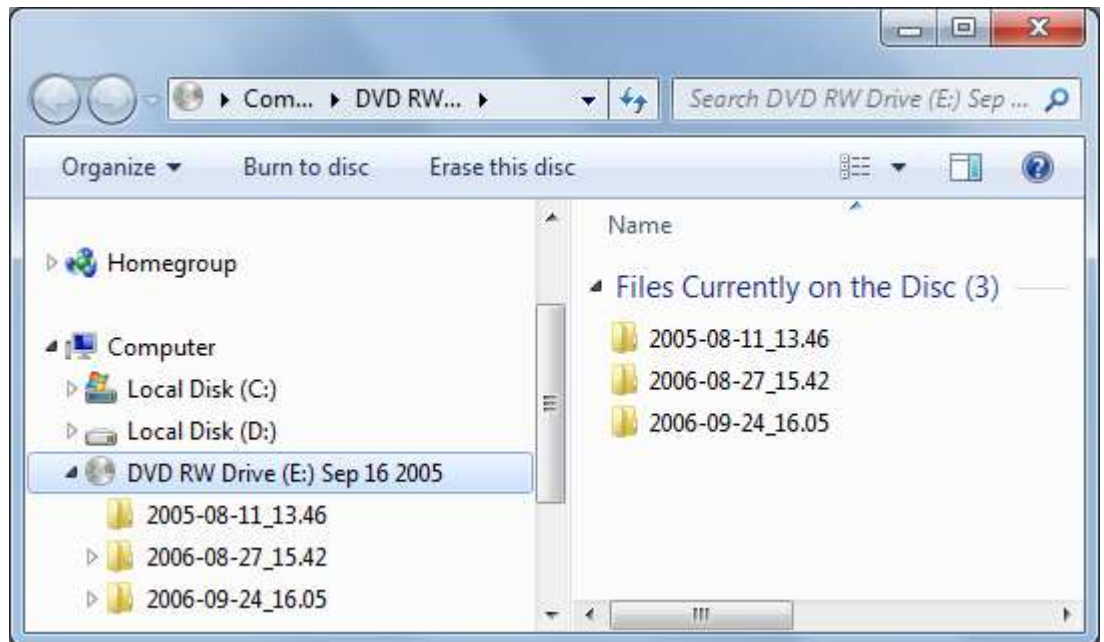 Com... DVD RW...
Search DVD RW Drive (E:) Sep ...
Organize Burn to disc Erase this disc
Homegroup
Computer
Local Disk (C:)
Local Disk (D:)
DVD RW Drive (E:) Sep 16 2005
2005-08-11_13.46
2006-08-27_15.42
2006-09-24_16.05
Name
Files Currently on the Disc (3)
2005-08-11_13.46
2006-08-27_15.42
2006-09-24_16.05